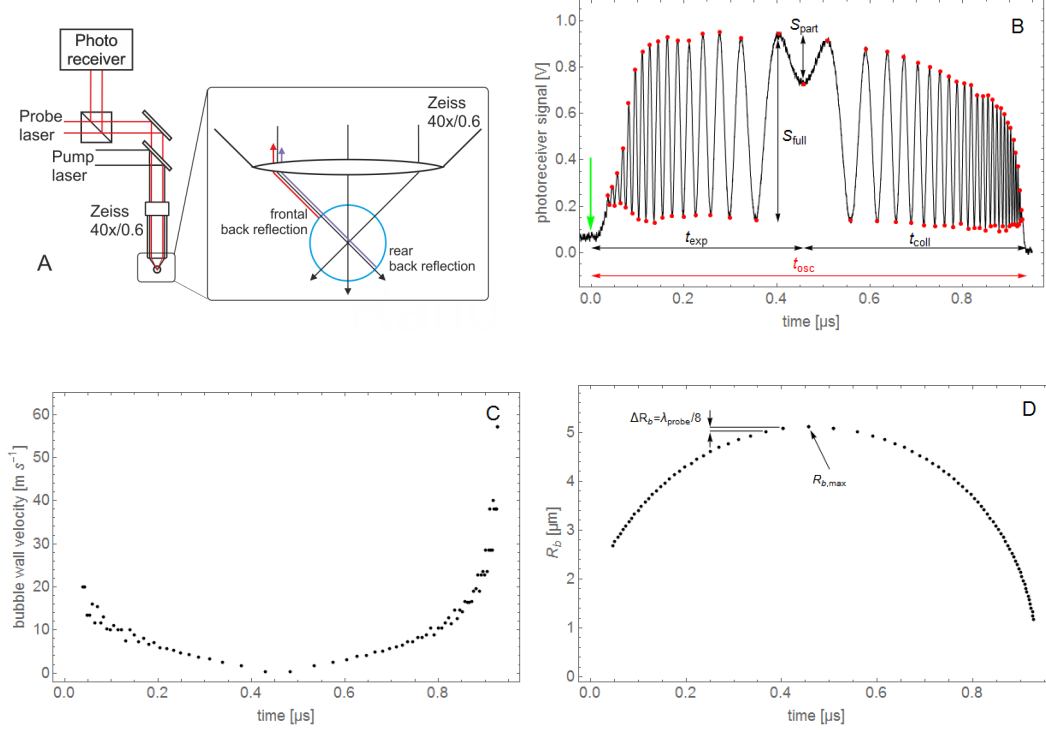 Photo
receiver
Probe
laser
Pump
laser
Zeiss
40x/0.6
A
Zeiss
40x/0.6
frontal
back reflection
rear
back reflection
B
photoreceiver signal [V]
1.0
0.8
0.6
0.4
0.2
0.0
S_part
S_full
t_exp
t_coll
t_osc
0.0 0.2 0.4 0.6 0.8
time [µs]
C
bubble wall velocity [m s⁻¹]
60
50
40
30
20
10
0
0.0 0.2 0.4 0.6 0.8
time [µs]
D
R_b [µm]
5
4
3
2
1
0
ΔR_b=λ_probe/8
R_b,max
0.0 0.2 0.4 0.6 0.8
time [µs]